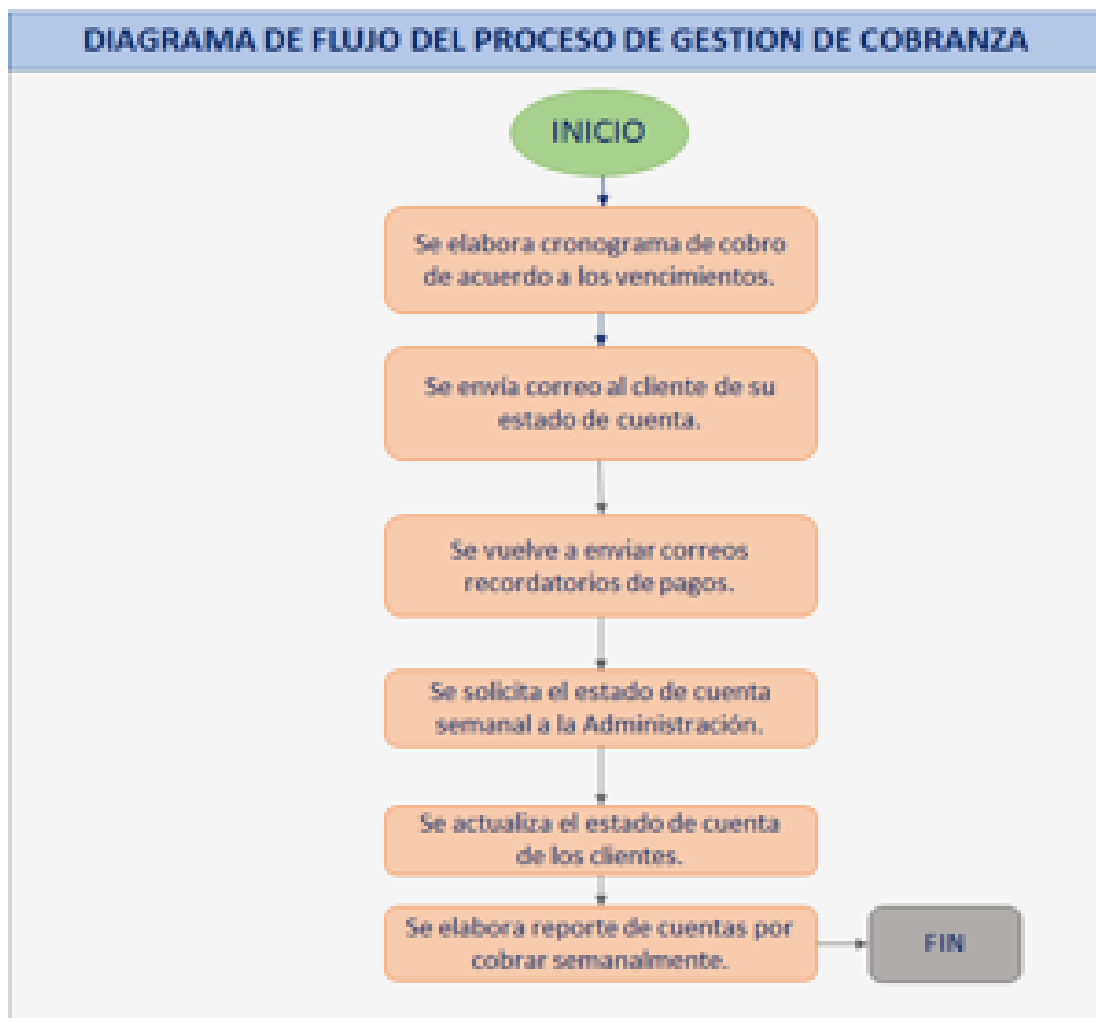 DIAGRAMA DE FLUJO DEL PROCESO DE GESTION DE COBRANZA
INICIO
Se elabora cronograma de cobro
de acuerdo a los vencimientos.
Se envía correo al cliente de su
estado de cuenta.
Se vuelve a enviar correos
recordatorios de pagos.
Se solicita el estado de cuenta
semanal a la Administración.
Se actualiza el estado de cuenta
de los clientes.
Se elabora reporte de cuentas por
cobrar semanalmente.
FIN